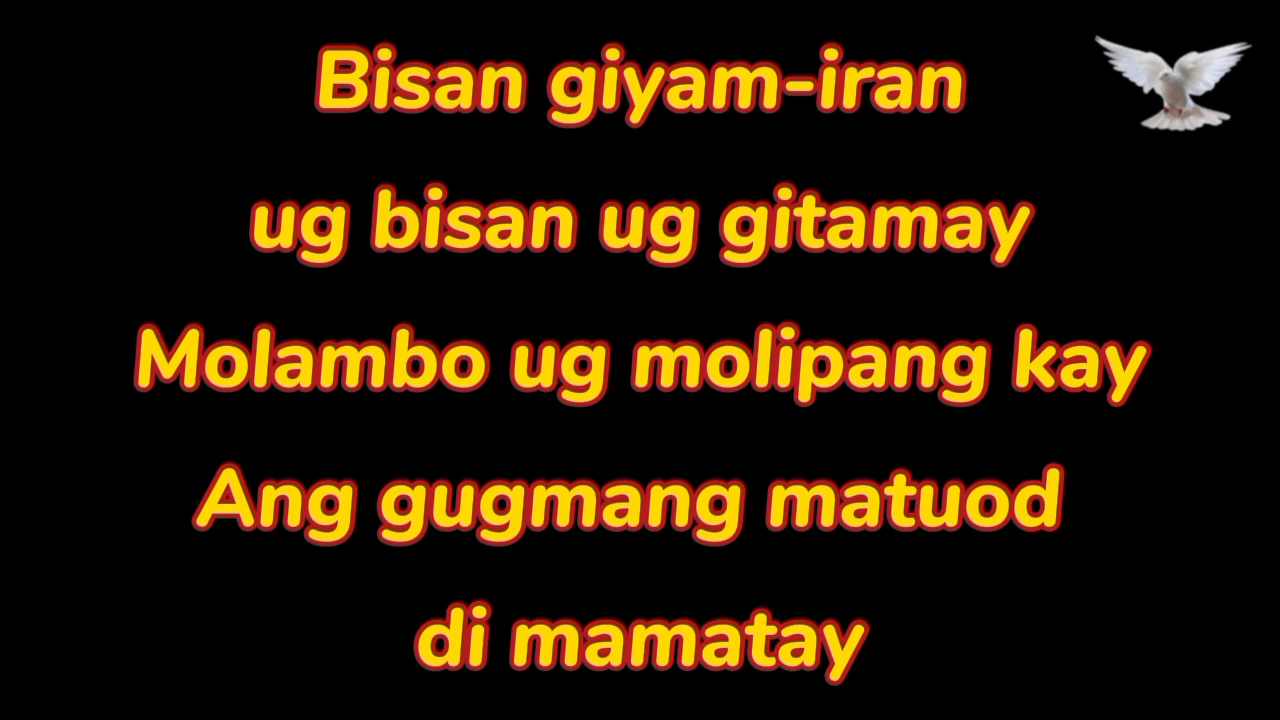 Bisan giyam-iran
ug bisan ug gitamay
Molambo ug molipang kay
Ang gugmang matuod
di mamatay